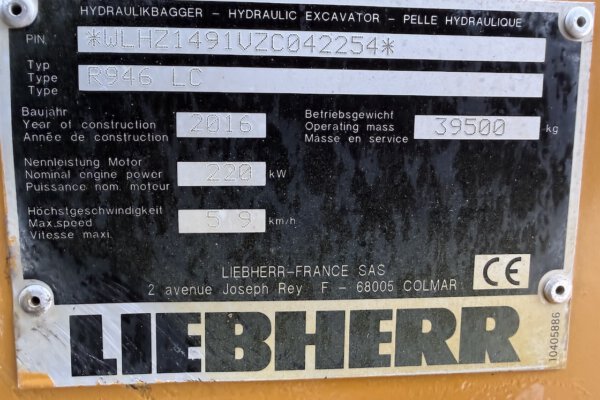 HYDRAULIKBAGGER - HYDRAULIC EXCAVATOR - PELLE HYDRAULIQUE
PIN *WLHZ1491VZC042254*
Typ
Type R946 LC
Type
Baujahr
Year of construction 2016
Année de construction
Betriebsgewicht
Operating mass 39500 kg
Masse en service
Nennleistung Motor
Nominal engine power 220 kW
Puissance nom. moteur
Höchstgeschwindigkeit
Max.speed 5 9 km/h
Vitesse maxi.
LIEBHERR-FRANCE SAS
2 avenue Joseph Rey F - 68005 COLMAR
CE
LIEBHERR
10405886